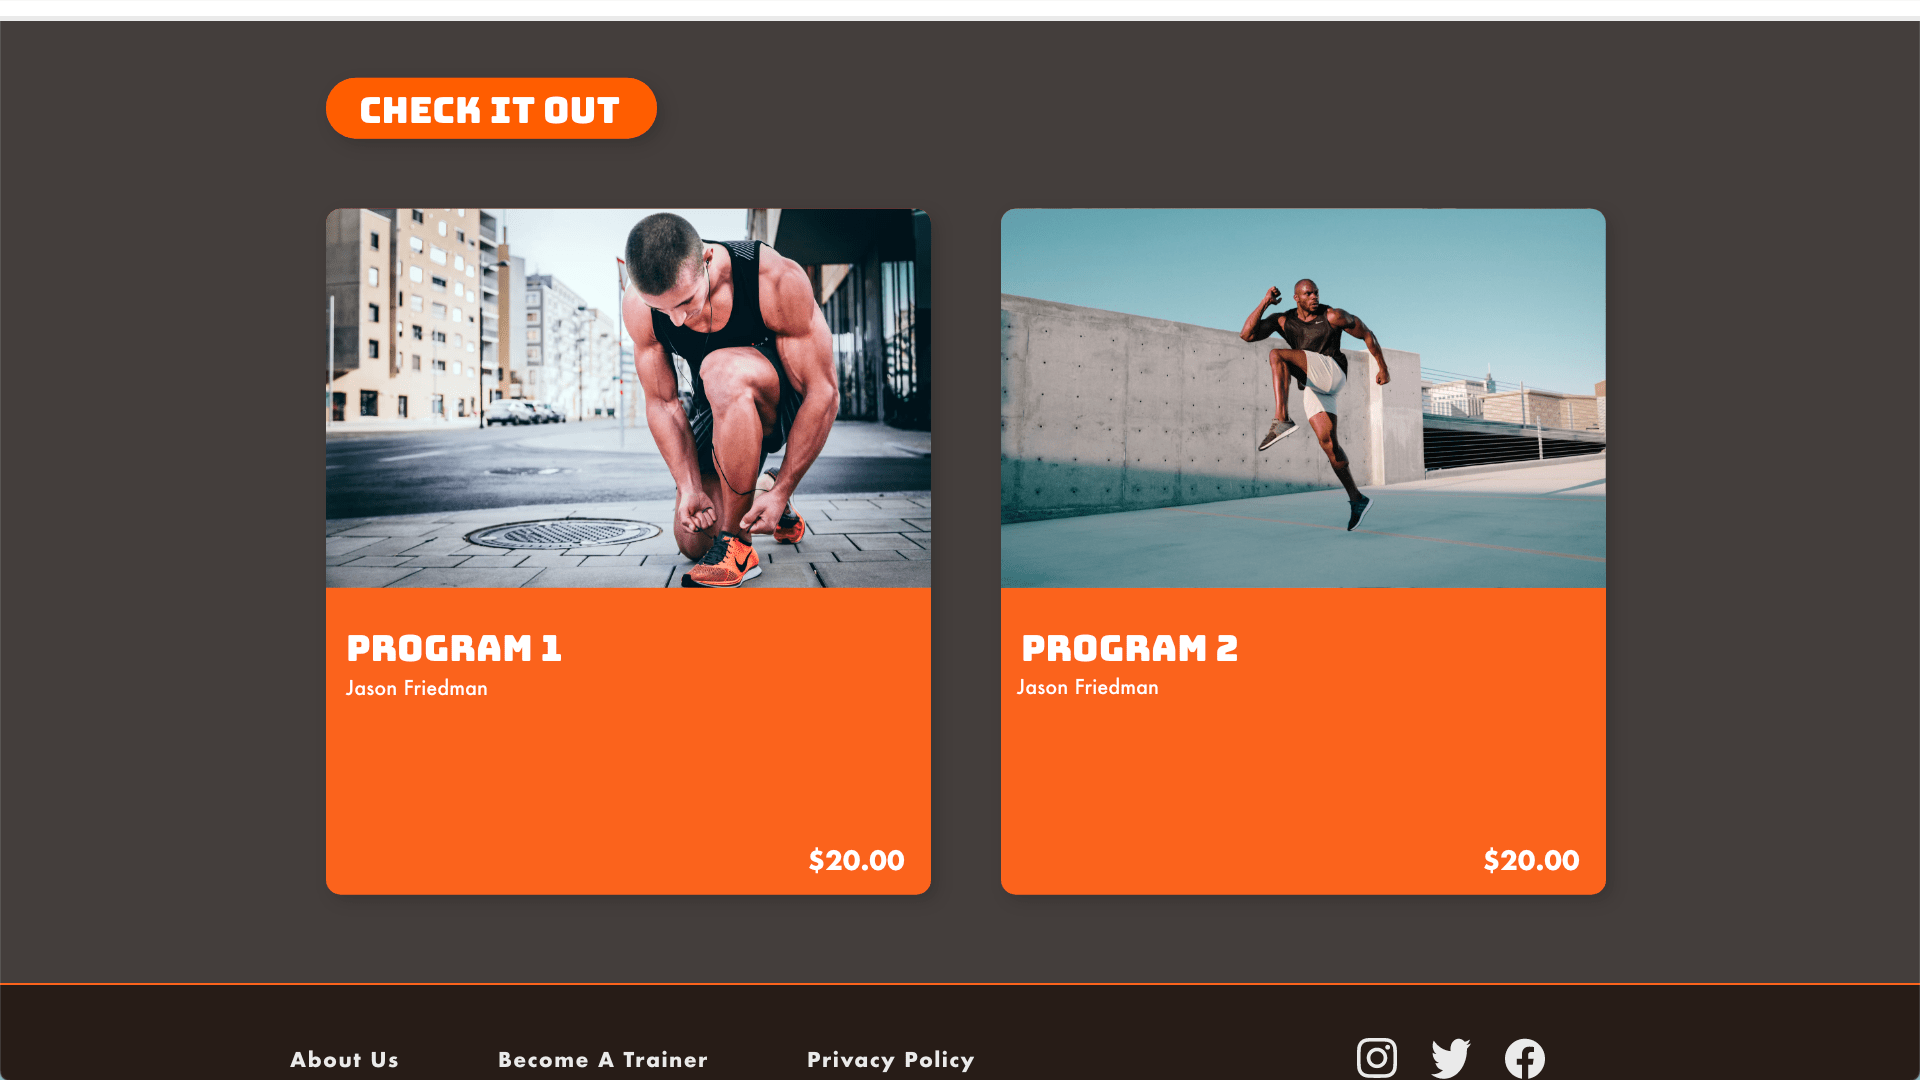 CHECK IT OUT
PROGRAM 1
Jason Friedman
$20.00
PROGRAM 2
Jason Friedman
$20.00
About Us
Become A Trainer
Privacy Policy